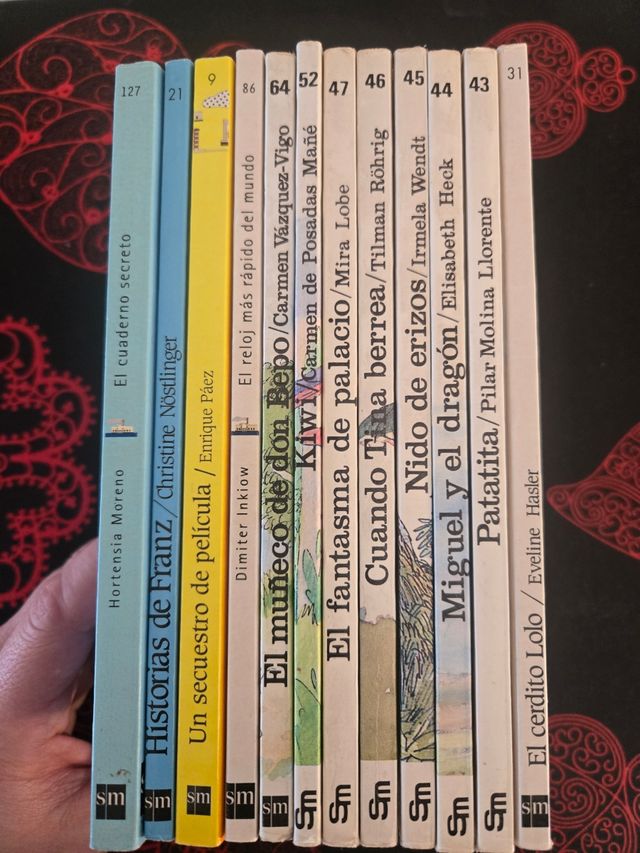 127
El cuaderno secreto
Hortensia Moreno
sm
21
Historias de Franz / Christine Nöstlinger
sm
9
Un secuestro de película / Enrique Páez
sm
86
El reloj más rápido del mundo
Dimiter Inkiow
sm
64
El muñeco de don Bepo/Carmen Vázquez-Vigo
sm
52
Kiwi/Carmen de Posadas Mañé
sm
47
El fantasma de palacio/Mira Lobe
sm
46
Cuando berrea/Tilman Röhrig
sm
45
Nido de erizos/Irmela Wendt
sm
44
Miguel y el dragón/Elisabeth Heck
sm
43
Patatita/Pilar Molina Llorente
sm
31
El cerdito Lolo / Eveline Hasler
sm